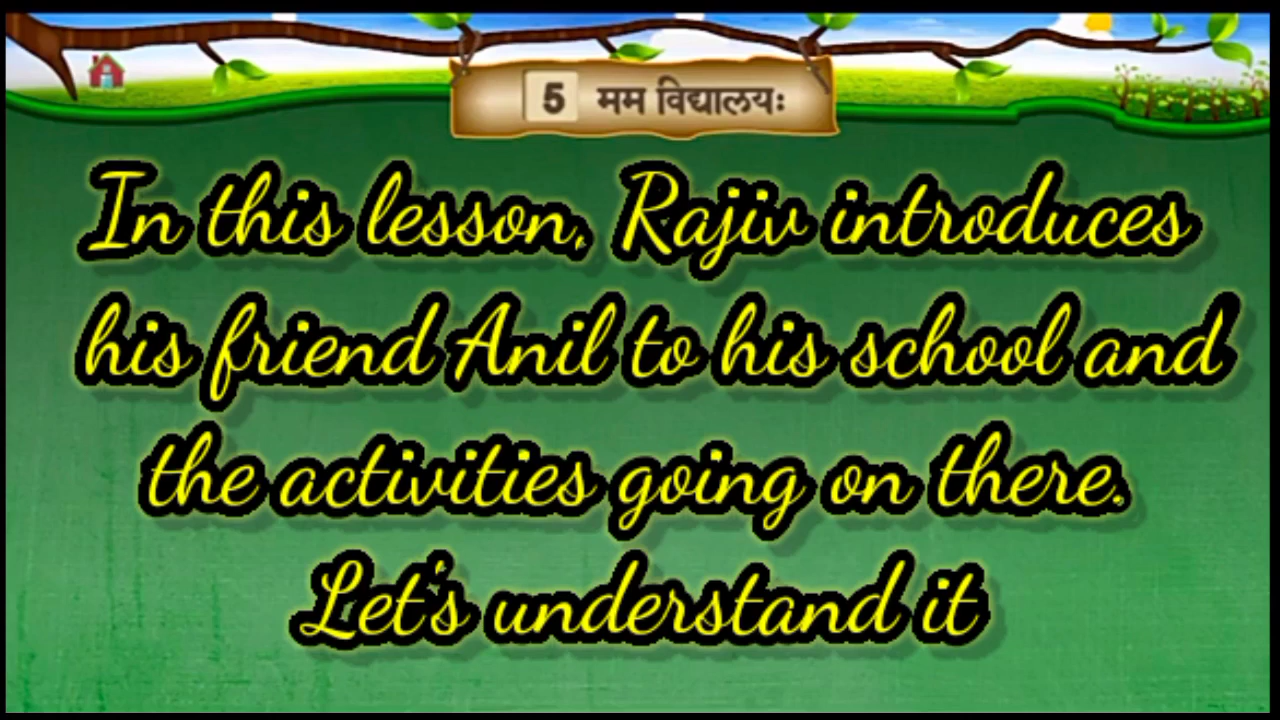 5 मम विद्यालयः
In this lesson, Rajiv introduces
his friend Anil to his school and
the activities going on there.
Let's understand it